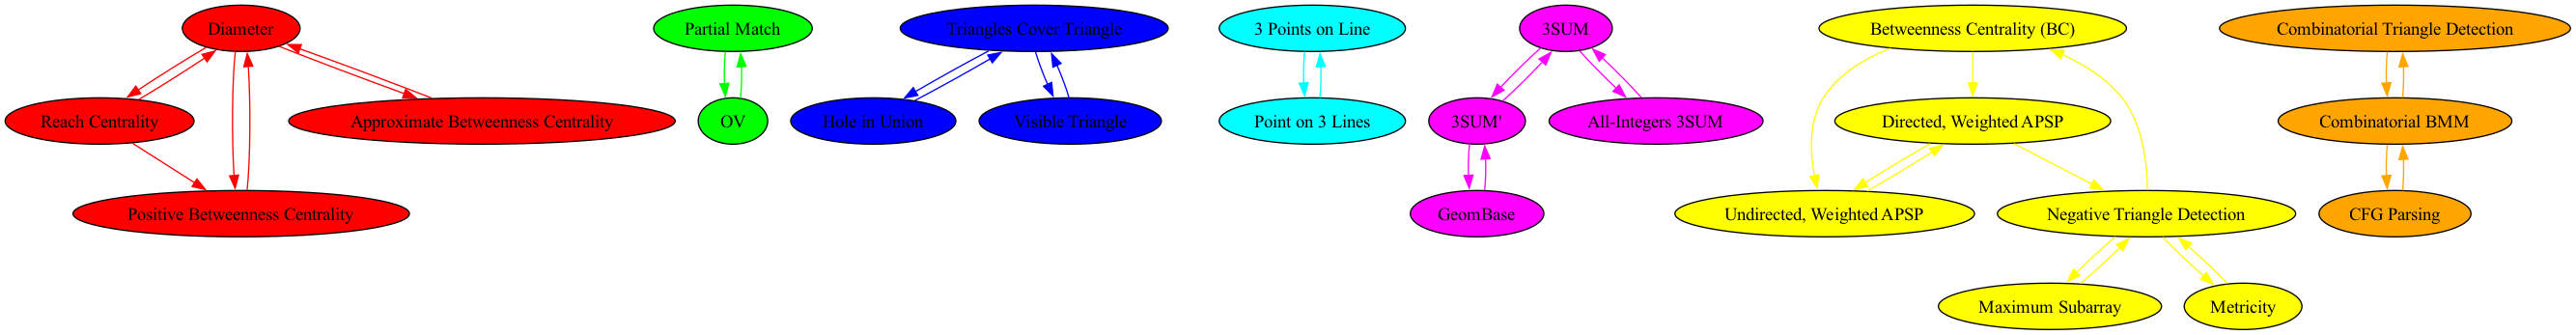 Diameter
Partial Match
Triangles Cover Triangle
3 Points on Line
3SUM
Betweenness Centrality (BC)
Combinatorial Triangle Detection
Reach Centrality
Approximate Betweenness Centrality
OV
Hole in Union
Visible Triangle
Point on 3 Lines
3SUM'
All-Integers 3SUM
Directed, Weighted APSP
Combinatorial BMM
Positive Betweenness Centrality
GeomBase
Undirected, Weighted APSP
Negative Triangle Detection
CFG Parsing
Maximum Subarray
Metricity